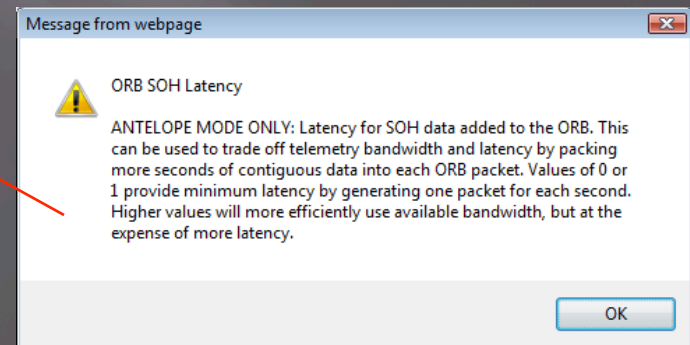 Message from webpage
ORB SOH Latency
ANTELOPE MODE ONLY: Latency for SOH data added to the ORB. This
can be used to trade off telemetry bandwidth and latency by packing
more seconds of contiguous data into each ORB packet. Values of 0 or
1 provide minimum latency by generating one packet for each second.
Higher values will more efficiently use available bandwidth, but at the
expense of more latency.
OK